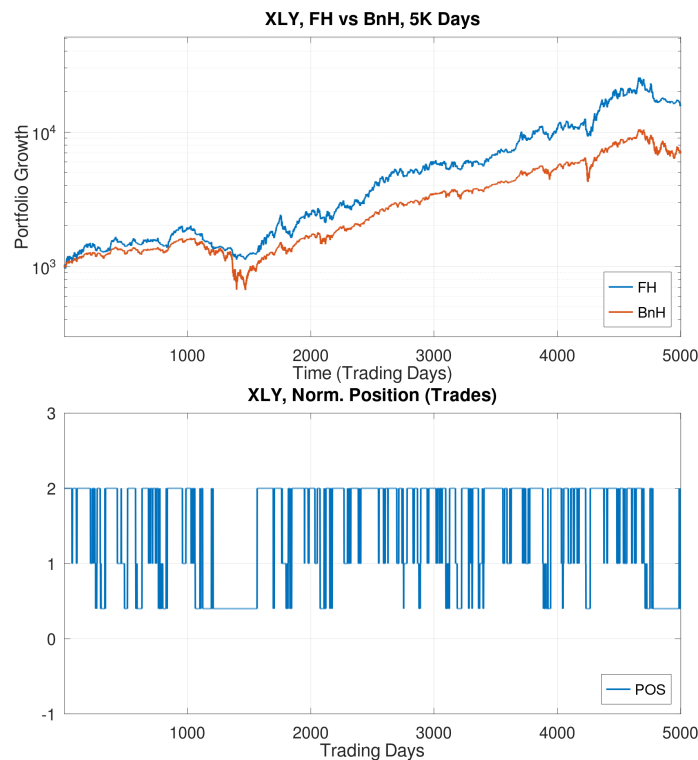 XLY, FH vs BnH, 5K Days
Portfolio Growth
10^4
10^3
FH
BnH
1000
2000
3000
4000
5000
Time (Trading Days)
XLY, Norm. Position (Trades)
3
2
1
0
-1
POS
1000
2000
3000
4000
5000
Trading Days